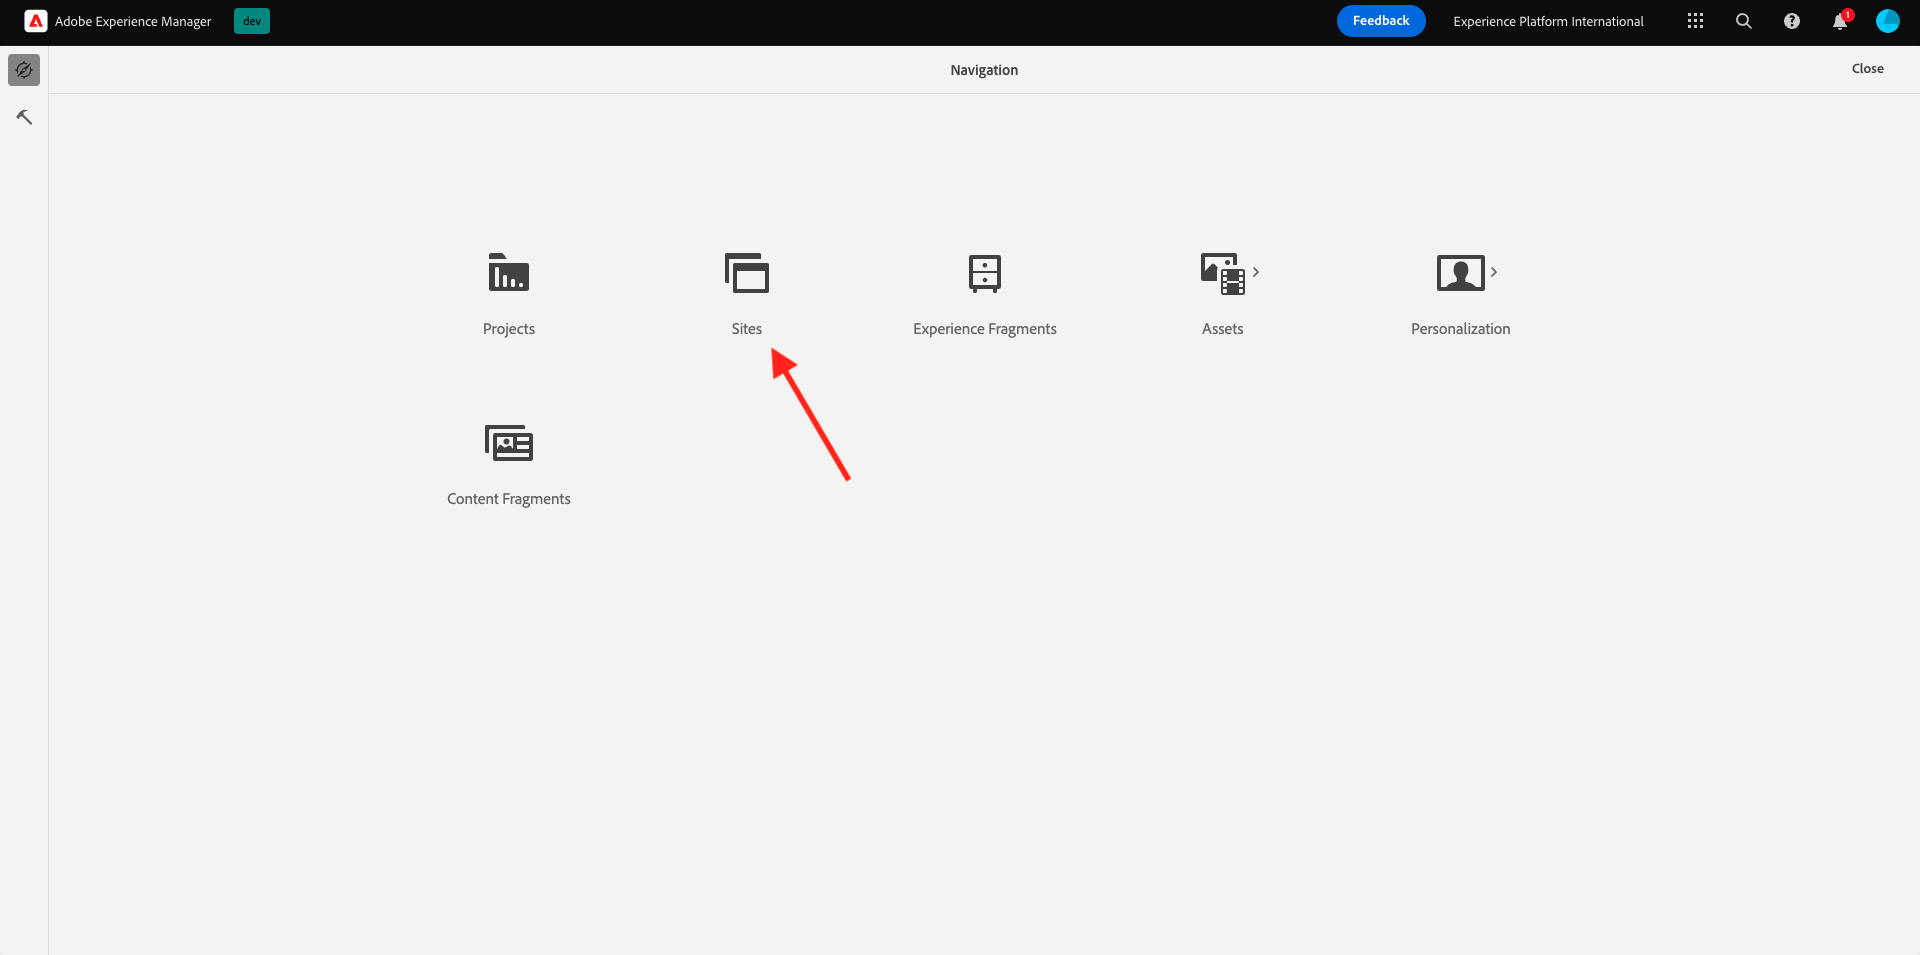 Adobe Experience Manager
dev
Feedback
Experience Platform International
1
Navigation
Close
Projects
Sites
Experience Fragments
Assets
Personalization
Content Fragments